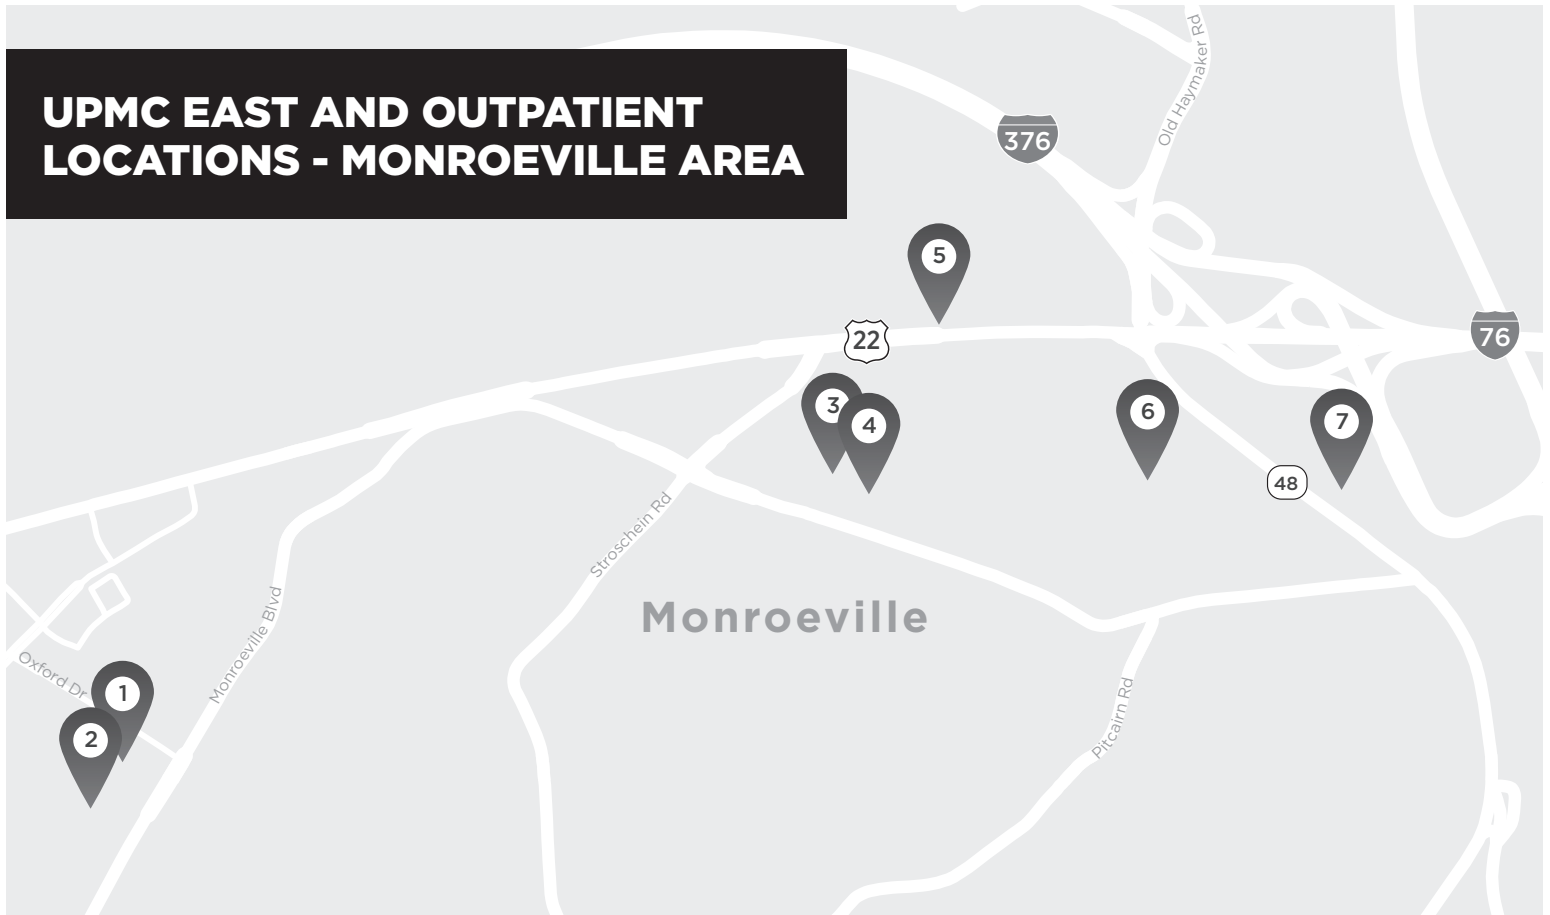 UPMC EAST AND OUTPATIENT
LOCATIONS - MONROEVILLE AREA
Old Haymaker Rd
376
5
22
76
3
4
6
7
48
Stroschein Rd
Monroeville
Monroeville Blvd
Oxford Dr
1
2
Pitcairn Rd